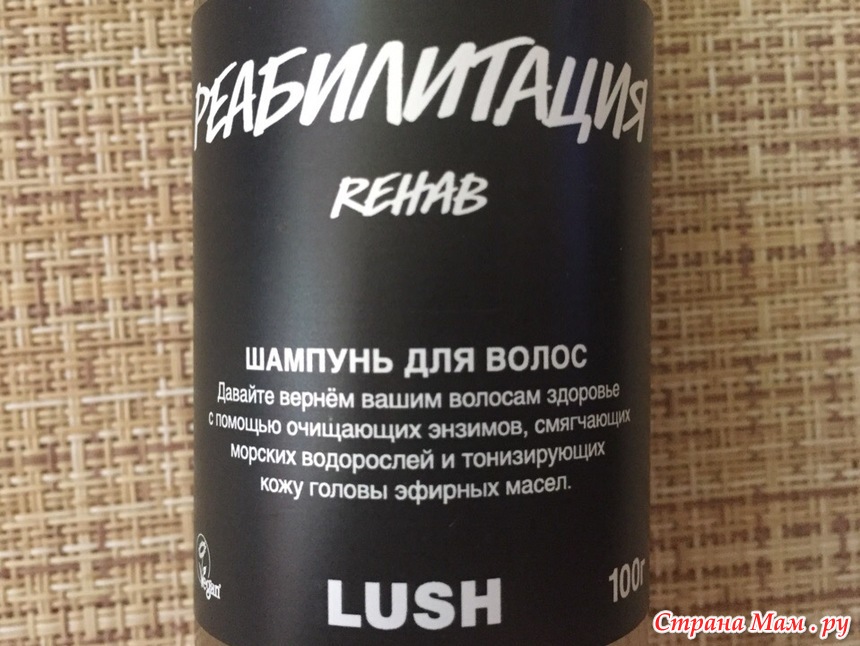 РЕАБИЛИТАЦИЯ
REHAB
ШАМПУНЬ ДЛЯ ВОЛОС
Давайте вернём вашим волосам здоровье
с помощью очищающих энзимов, смягчающих
морских водорослей и тонизирующих
кожу головы эфирных масел.
vegan
LUSH
100г
Страна Мам.ру